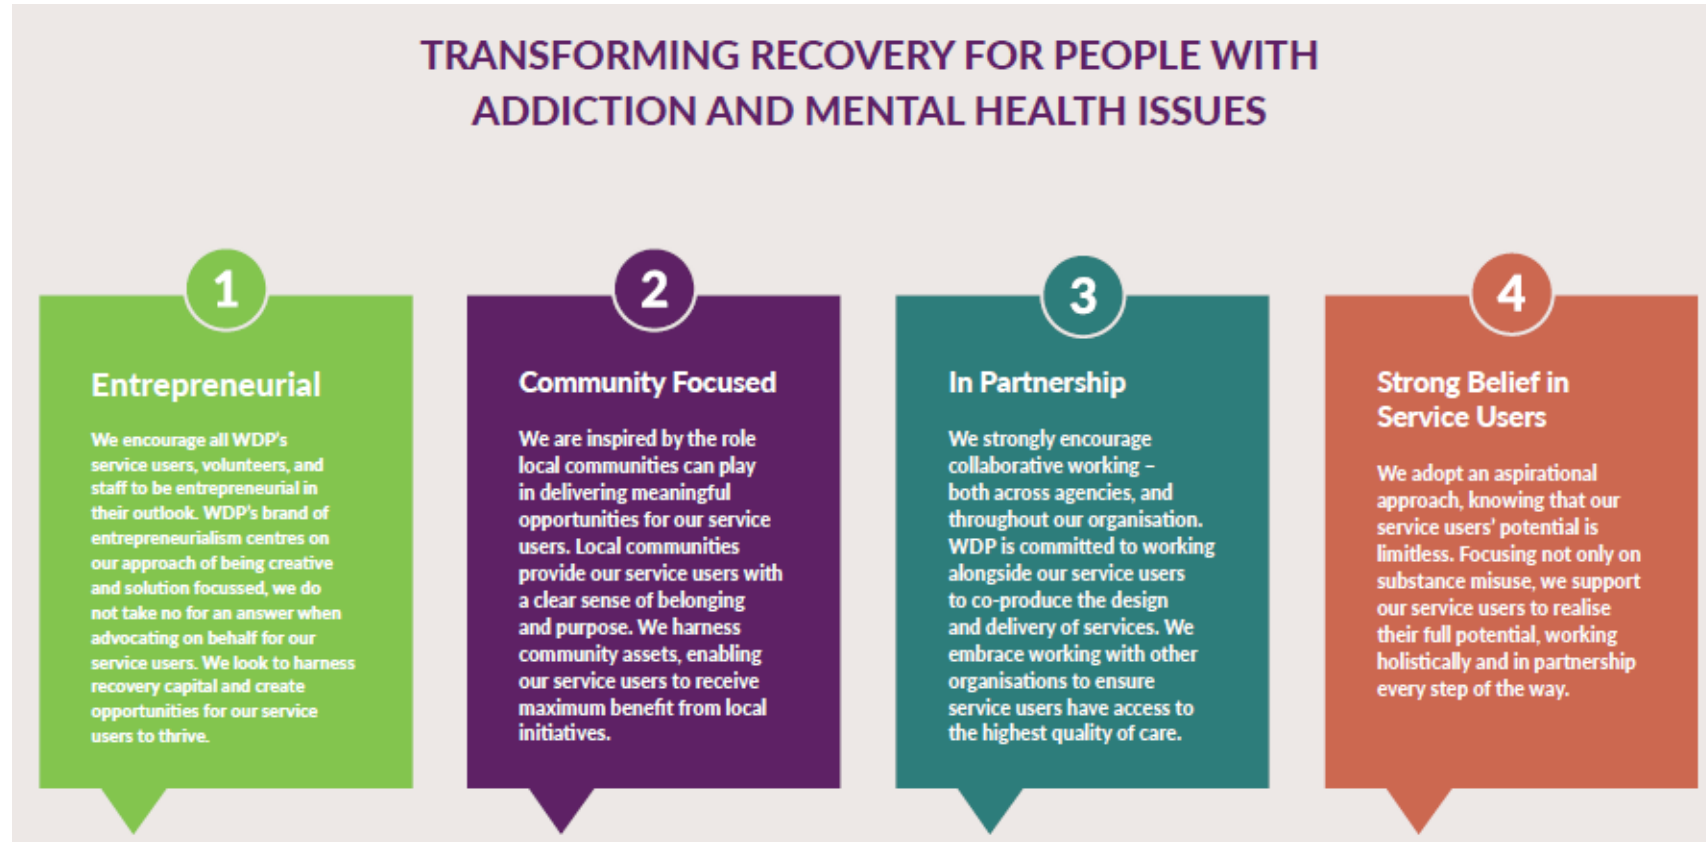 TRANSFORMING RECOVERY FOR PEOPLE WITH
ADDICTION AND MENTAL HEALTH ISSUES
1
Entrepreneurial
We encourage all WDP's
service users, volunteers, and
staff to be entrepreneurial in
their outlook. WDP's brand of
entrepreneurialism centres on
our approach of being creative
and solution focussed, we do
not take no for an answer when
advocating on behalf for our
service users. We look to harness
recovery capital and create
opportunities for our service
users to thrive.
2
Community Focused
We are inspired by the role
local communities can play
in delivering meaningful
opportunities for our service
users. Local communities
provide our service users with
a clear sense of belonging
and purpose. We harness
community assets, enabling
our service users to receive
maximum benefit from local
initiatives.
3
In Partnership
We strongly encourage
collaborative working –
both across agencies, and
throughout our organisation.
WDP is committed to working
alongside our service users
to co-produce the design
and delivery of services. We
embrace working with other
organisations to ensure
service users have access to
the highest quality of care.
4
Strong Belief in
Service Users
We adopt an aspirational
approach, knowing that our
service users' potential is
limitless. Focusing not only on
substance misuse, we support
our service users to realise
their full potential, working
holistically and in partnership
every step of the way.